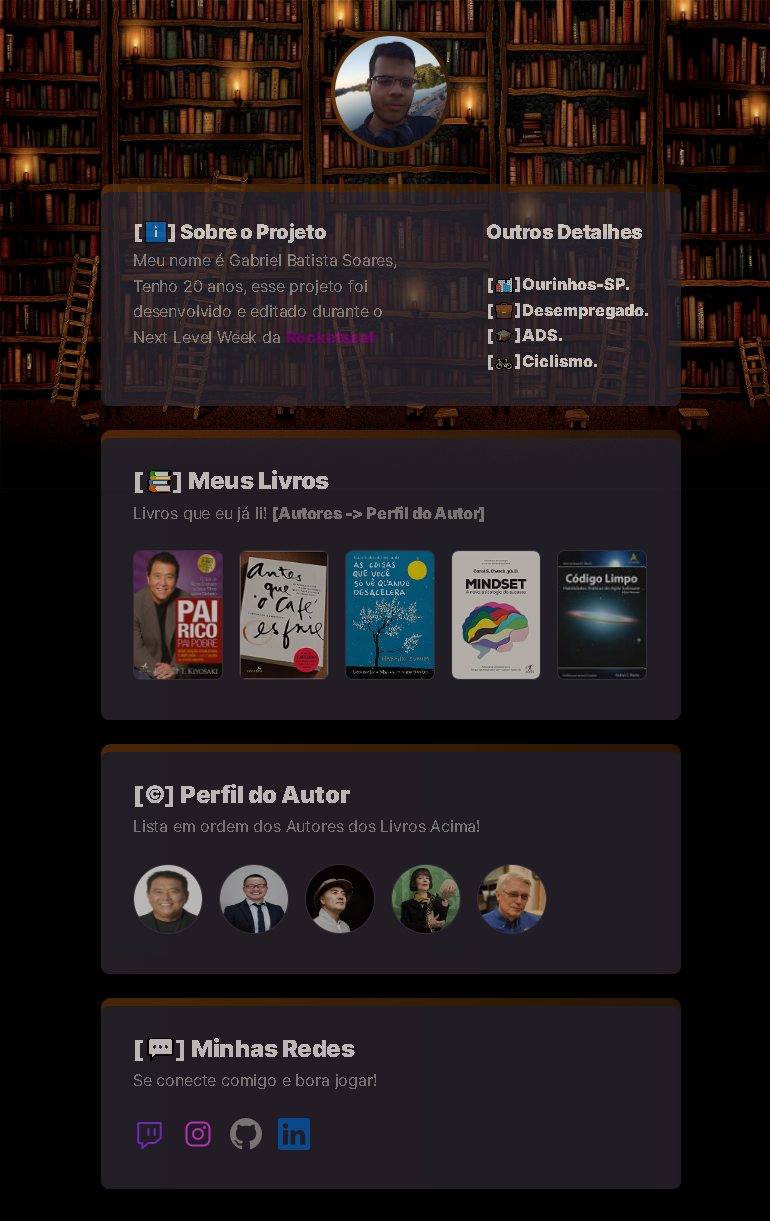 [ℹ️] Sobre o Projeto
Meu nome é Gabriel Batista Soares,
Tenho 20 anos, esse projeto foi
desenvolvido e editado durante o
Next Level Week da Rocketseat
Outros Detalhes
[🏙️]Ourinhos-SP.
[💼]Desempregado.
[🎓]ADS.
[🚲]Ciclismo.
[📚] Meus Livros
Livros que eu já li! [Autores -> Perfil do Autor]
PAI
RICO
PAI POBRE
T. KIYOSAKI
antes
que
o café
esfrie
AS COISAS
QUE VOCÊ
SÓ VÊ QUANDO
DESACELERA
HAEMIN SUNIM
Carol S. Dweck, ph.D.
MINDSET
A nova psicologia do sucesso
Código Limpo
Habilidades Práticas do Agile Software
[©] Perfil do Autor
Lista em ordem dos Autores dos Livros Acima!
[💬] Minhas Redes
Se conecte comigo e bora jogar!
in